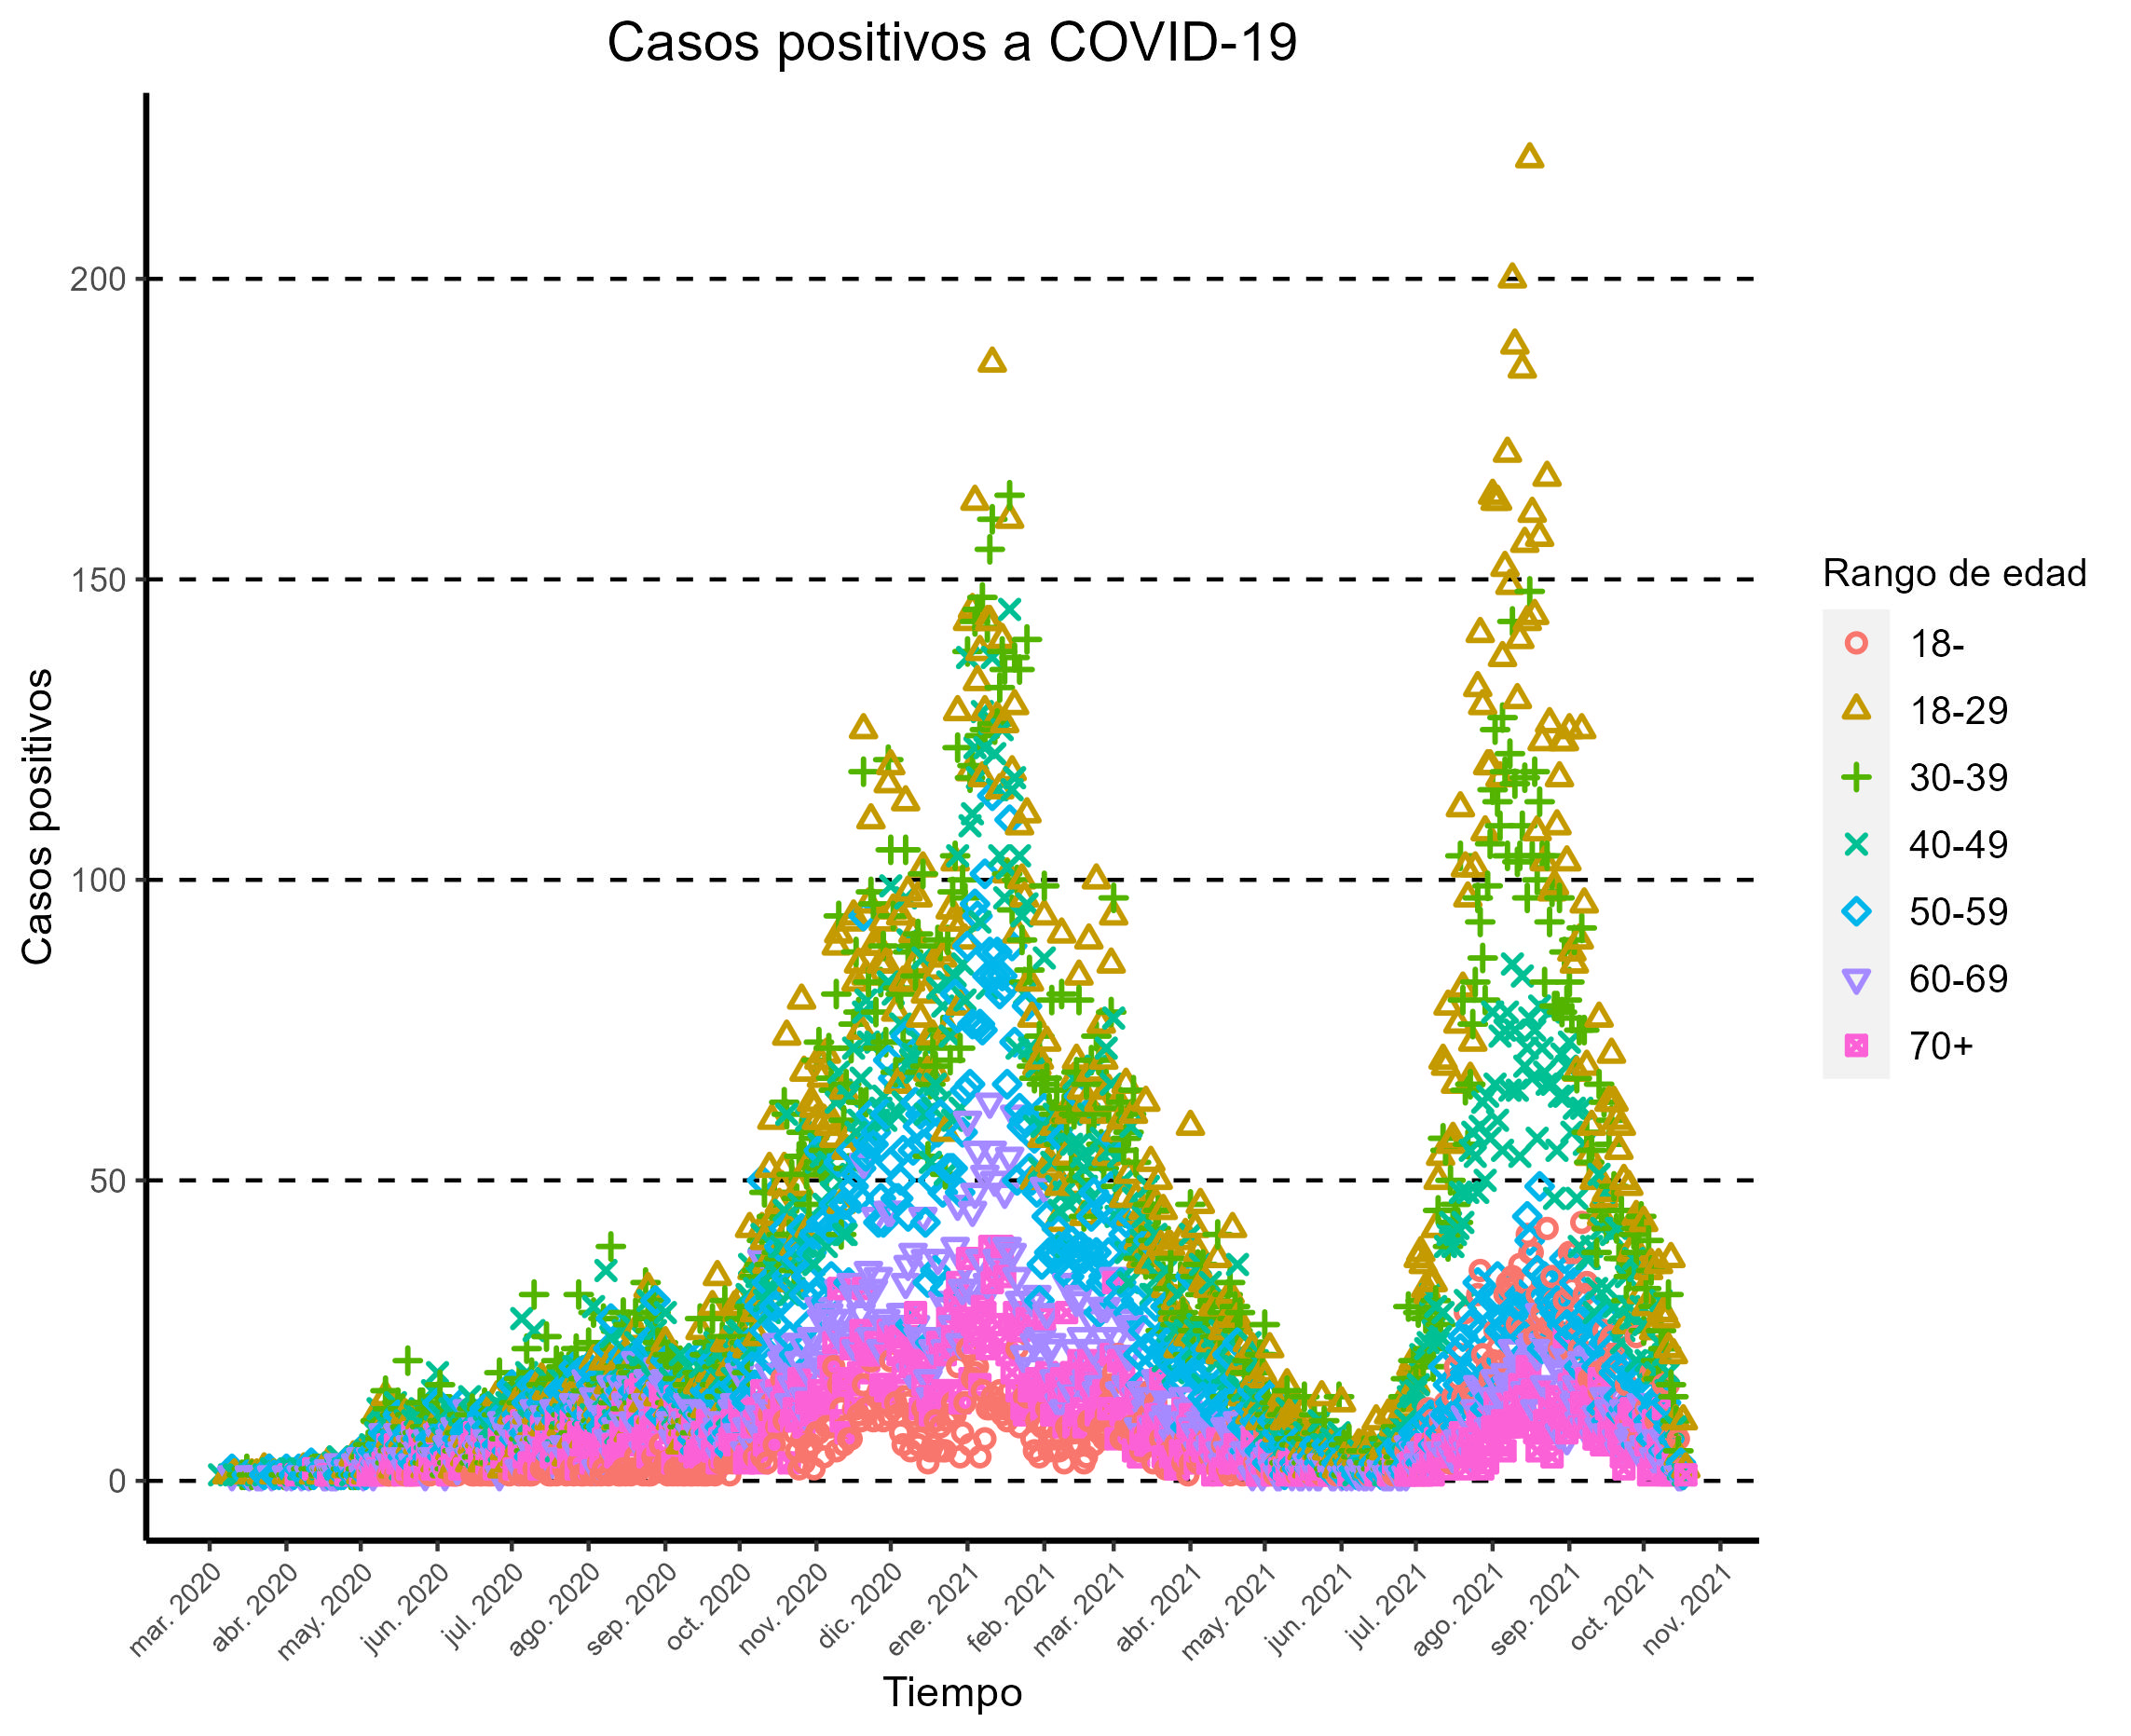 Casos positivos a COVID-19
Casos positivos
200
150
100
50
0
mar. 2020
abr. 2020
may. 2020
jun. 2020
jul. 2020
ago. 2020
sep. 2020
oct. 2020
nov. 2020
dic. 2020
ene. 2021
feb. 2021
mar. 2021
abr. 2021
may. 2021
jun. 2021
jul. 2021
ago. 2021
sep. 2021
oct. 2021
nov. 2021
Tiempo
Rango de edad
18-
18-29
30-39
40-49
50-59
60-69
70+